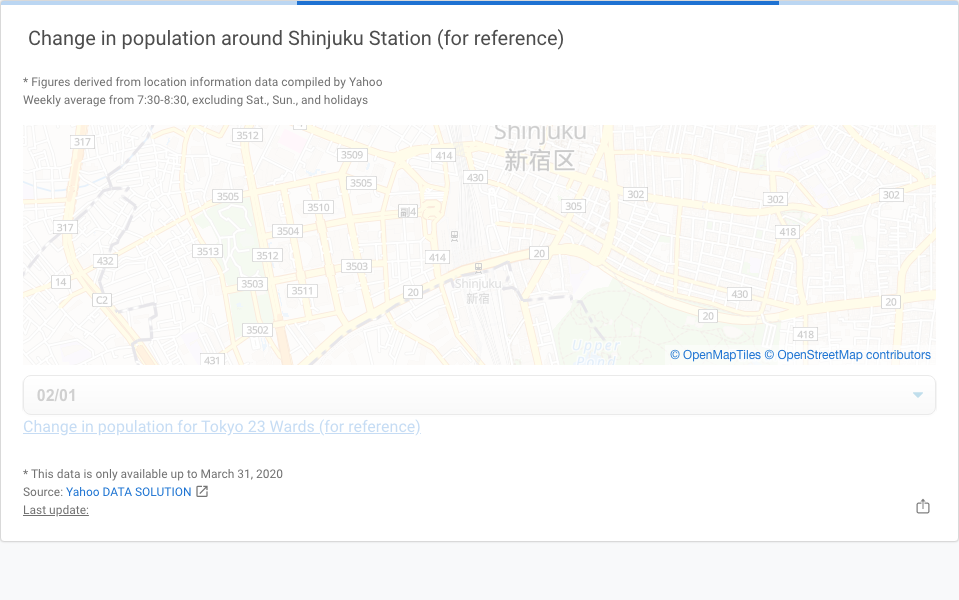 Change in population around Shinjuku Station (for reference)
* Figures derived from location information data compiled by Yahoo
Weekly average from 7:30-8:30, excluding Sat., Sun., and holidays
Shinjuku
新宿区
317
3512
3509
414
3505
430
3505
302
302
302
3510
4
305
317
3504
418
3513
3512
414
20
432
3503
14
3503
3511
20
Shinjuku
新宿
430
C2
20
20
3502
418
431
Upper
Pond
© OpenMapTiles © OpenStreetMap contributors
02/01
Change in population for Tokyo 23 Wards (for reference)
* This data is only available up to March 31, 2020
Source: Yahoo DATA SOLUTION
Last update: